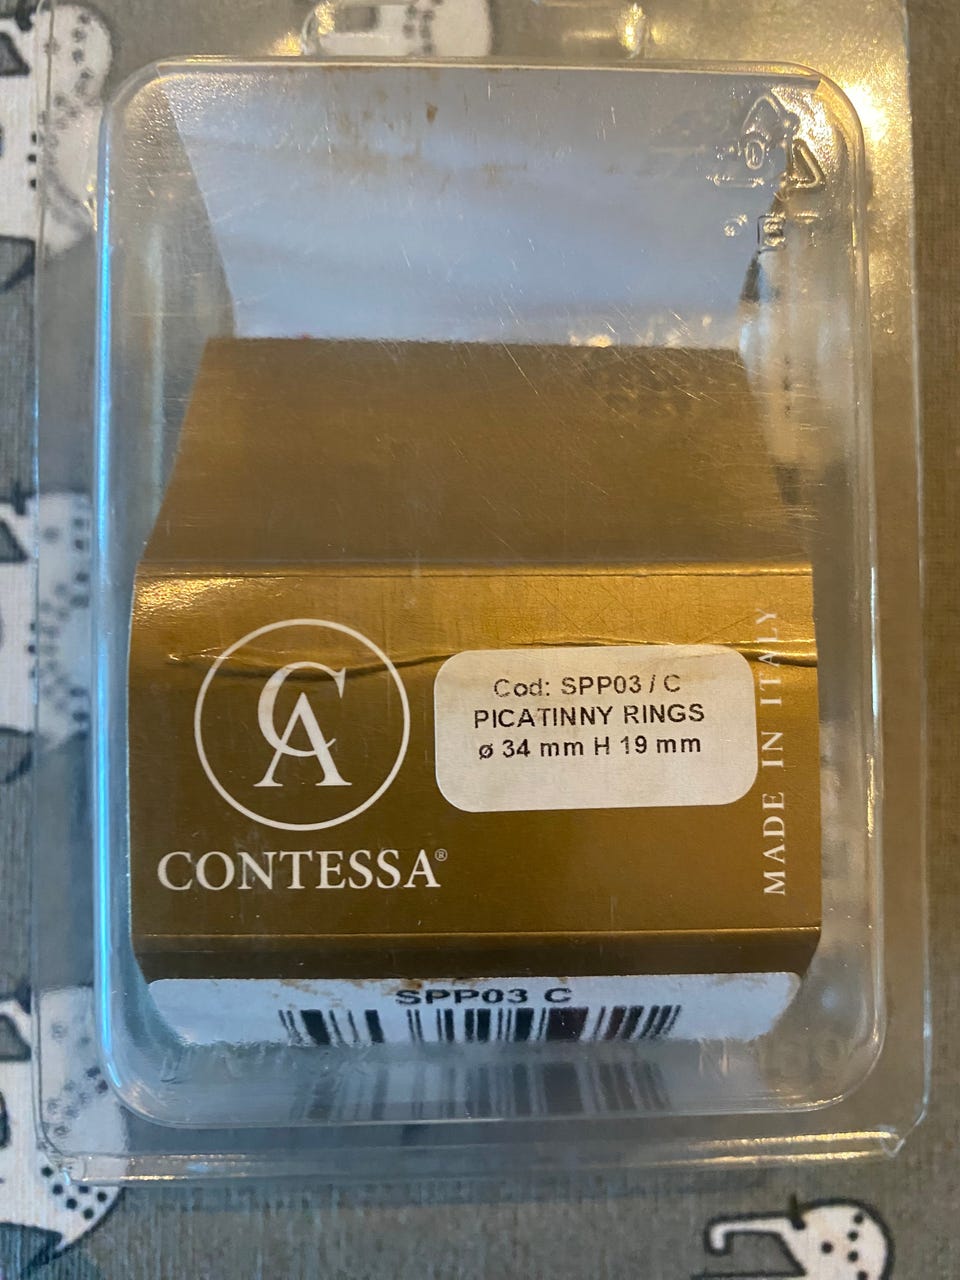 CA
CONTESSA®
Cod: SPP03 / C
PICATINNY RINGS
ø 34 mm H 19 mm
MADE IN ITALY
SPP03 C